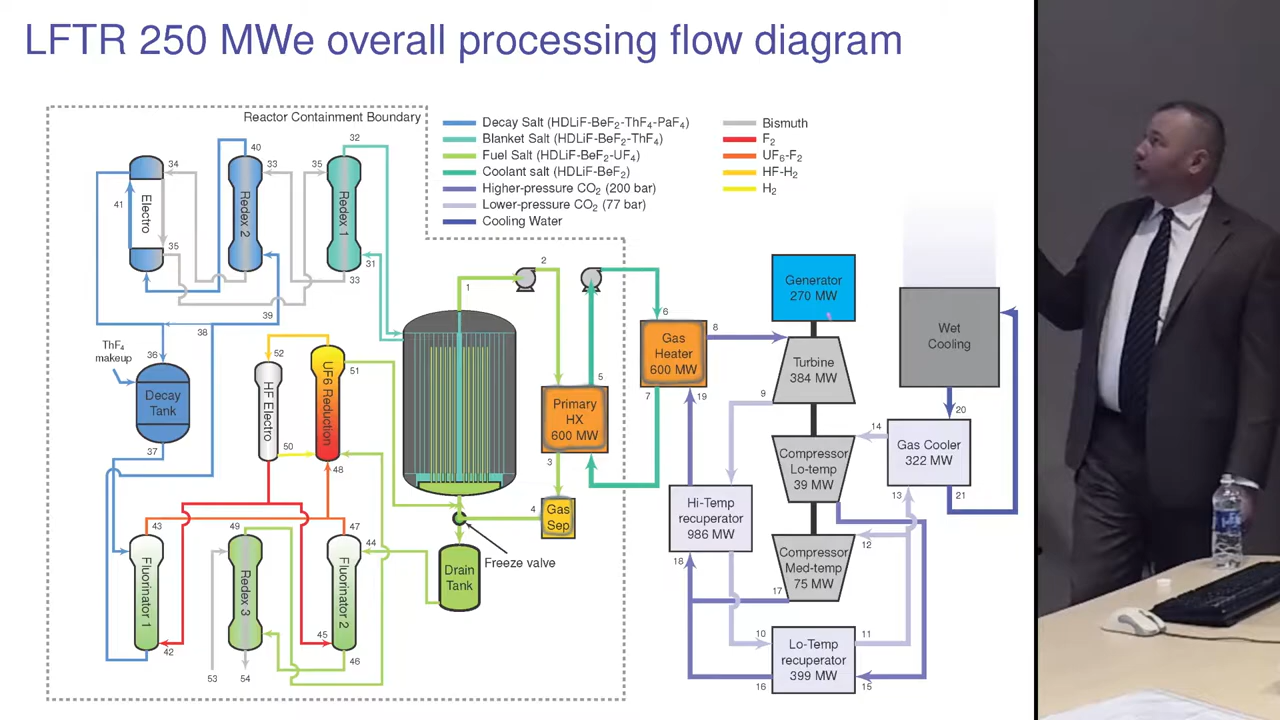 LFTR 250 MWe overall processing flow diagram
Reactor Containment Boundary
Decay Salt (HDLiF-BeF2-ThF4-PaF4)
Blanket Salt (HDLiF-BeF2-ThF4)
Fuel Salt (HDLiF-BeF2-UF4)
Coolant salt (HDLiF-BeF2)
Higher-pressure CO2 (200 bar)
Lower-pressure CO2 (77 bar)
Cooling Water
Bismuth
F2
UF6-F2
HF-H2
H2
32
40
34
33
35
41
Electro
Redex 2
Redex 1
35
31
33
39
38
1
2
6
5
7
8
19
Generator
270 MW
Turbine
384 MW
Wet
Cooling
Gas
Heater
600 MW
ThF4
makeup
36
Decay
Tank
37
52
HF Electro
50
UF6 Reduction
51
48
Primary
HX
600 MW
3
4
Gas
Sep
9
14
20
Compressor
Lo-temp
39 MW
Gas Cooler
322 MW
13
21
Hi-Temp
recuperator
986 MW
12
Compressor
Med-temp
75 MW
18
17
43
49
47
44
Fluorinator 1
Redex 3
Fluorinator 2
Freeze valve
Drain
Tank
42
45
46
53
54
10
11
Lo-Temp
recuperator
399 MW
16
15